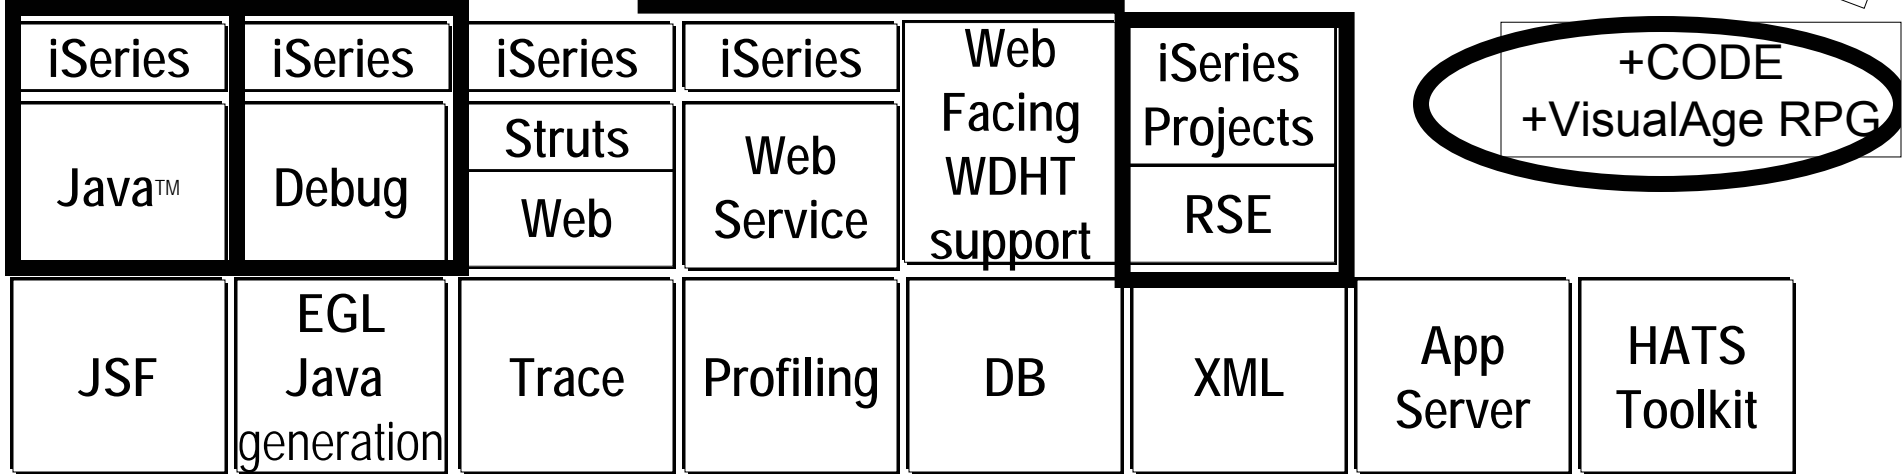 iSeries
Java™
iSeries
Debug
iSeries
Struts
Web
iSeries
Web
Service
Web
Facing
WDHT
support
iSeries
Projects
RSE
+CODE
+VisualAge RPG
JSF
EGL
Java
generation
Trace
Profiling
DB
XML
App
Server
HATS
Toolkit